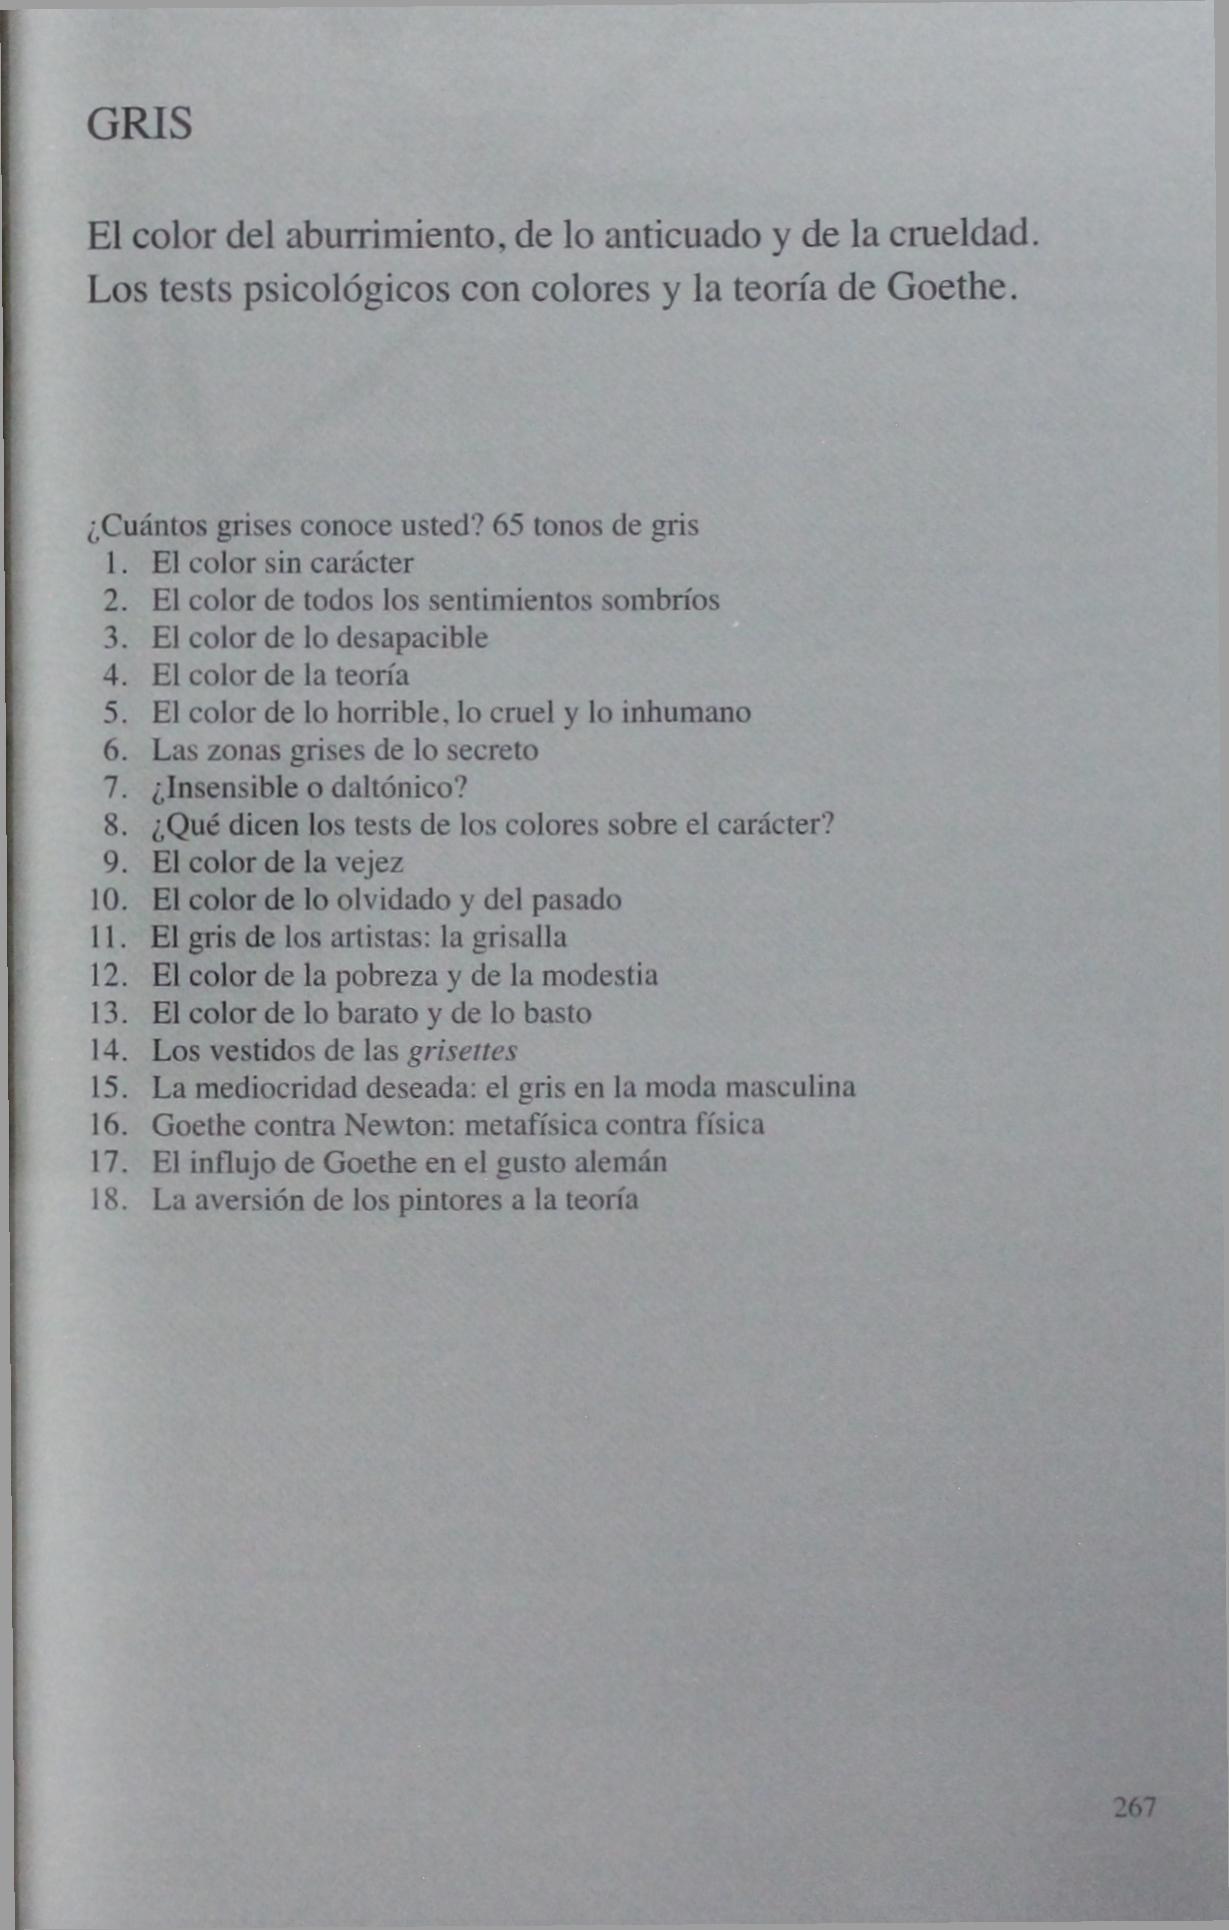 GRIS
El color del aburrimiento, de lo anticuado y de la crueldad.
Los tests psicológicos con colores y la teoría de Goethe.
¿Cuántos grises conoce usted? 65 tonos de gris
1. El color sin carácter
2. El color de todos los sentimientos sombríos
3. El color de lo desapacible
4. El color de la teoría
5. El color de lo horrible, lo cruel y lo inhumano
6. Las zonas grises de lo secreto
7. ¿Insensible o daltónico?
8. ¿Qué dicen los tests de los colores sobre el carácter?
9. El color de la vejez
10. El color de lo olvidado y del pasado
11. El gris de los artistas: la grisalla
12. El color de la pobreza y de la modestia
13. El color de lo barato y de lo basto
14. Los vestidos de las grisettes
15. La mediocridad deseada: el gris en la moda masculina
16. Goethe contra Newton: metafísica contra física
17. El influjo de Goethe en el gusto alemán
18. La aversión de los pintores a la teoría
267